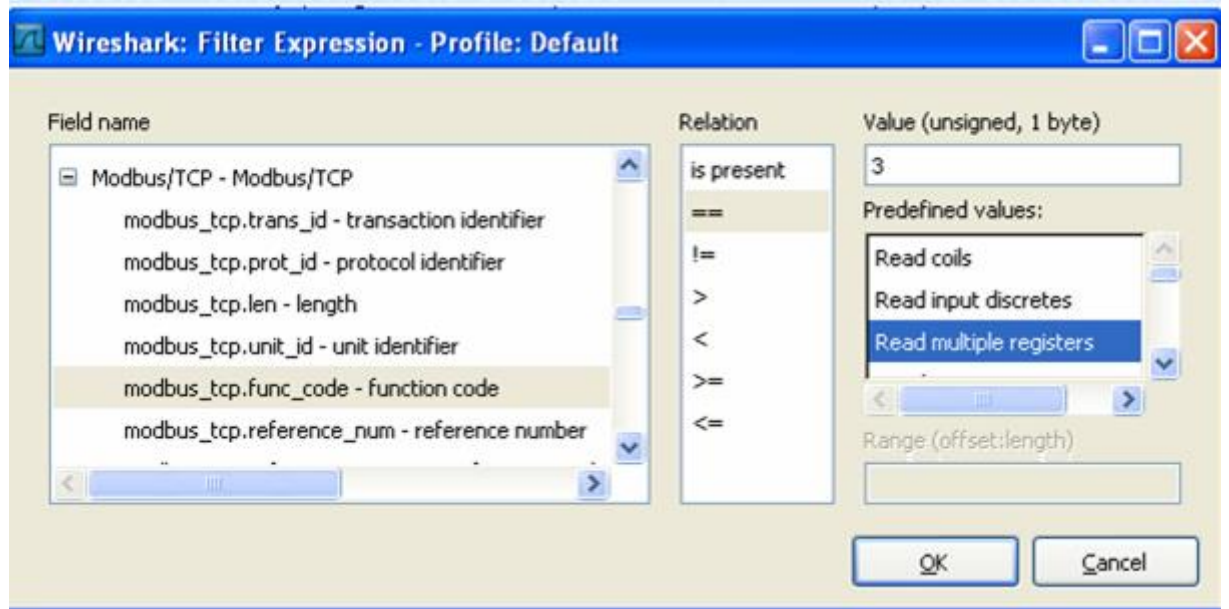 Wireshark: Filter Expression - Profile: Default
Field name
Modbus/TCP - Modbus/TCP
modbus_tcp.trans_id - transaction identifier
modbus_tcp.prot_id - protocol identifier
modbus_tcp.len - length
modbus_tcp.unit_id - unit identifier
modbus_tcp.func_code - function code
modbus_tcp.reference_num - reference number
Relation
is present
==
!=
>
<
>=
<=
Value (unsigned, 1 byte)
3
Predefined values:
Read coils
Read input discretes
Read multiple registers
Range (offset:length)
OK
Cancel